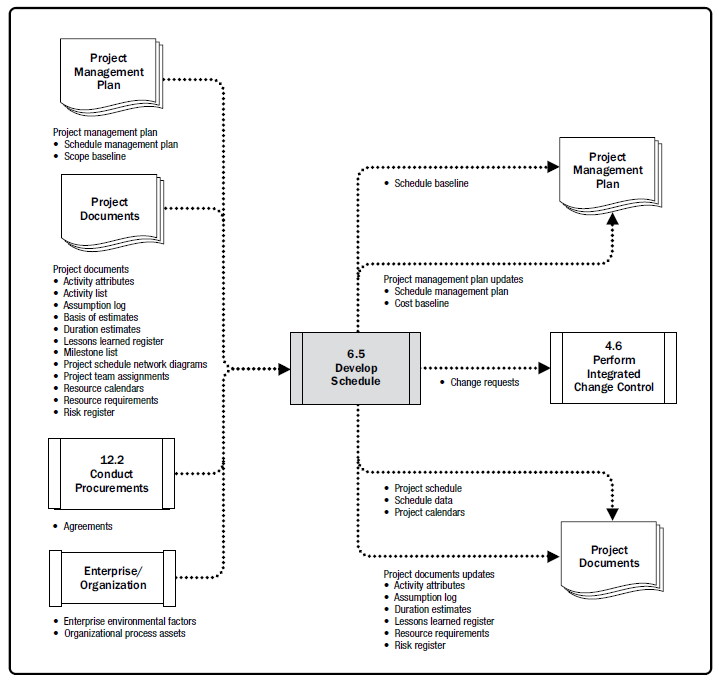 Project
Management
Plan
Project management plan
• Schedule management plan
• Scope baseline
Project
Documents
Project documents
• Activity attributes
• Activity list
• Assumption log
• Basis of estimates
• Duration estimates
• Lessons learned register
• Milestone list
• Project schedule network diagrams
• Project team assignments
• Resource calendars
• Resource requirements
• Risk register
12.2
Conduct
Procurements
• Agreements
Enterprise/
Organization
• Enterprise environmental factors
• Organizational process assets
6.5
Develop
Schedule
Project
Management
Plan
• Schedule baseline
Project management plan updates
• Schedule management plan
• Cost baseline
4.6
Perform
Integrated
Change Control
• Change requests
• Project schedule
• Schedule data
• Project calendars
Project
Documents
Project documents updates
• Activity attributes
• Assumption log
• Duration estimates
• Lessons learned register
• Resource requirements
• Risk register